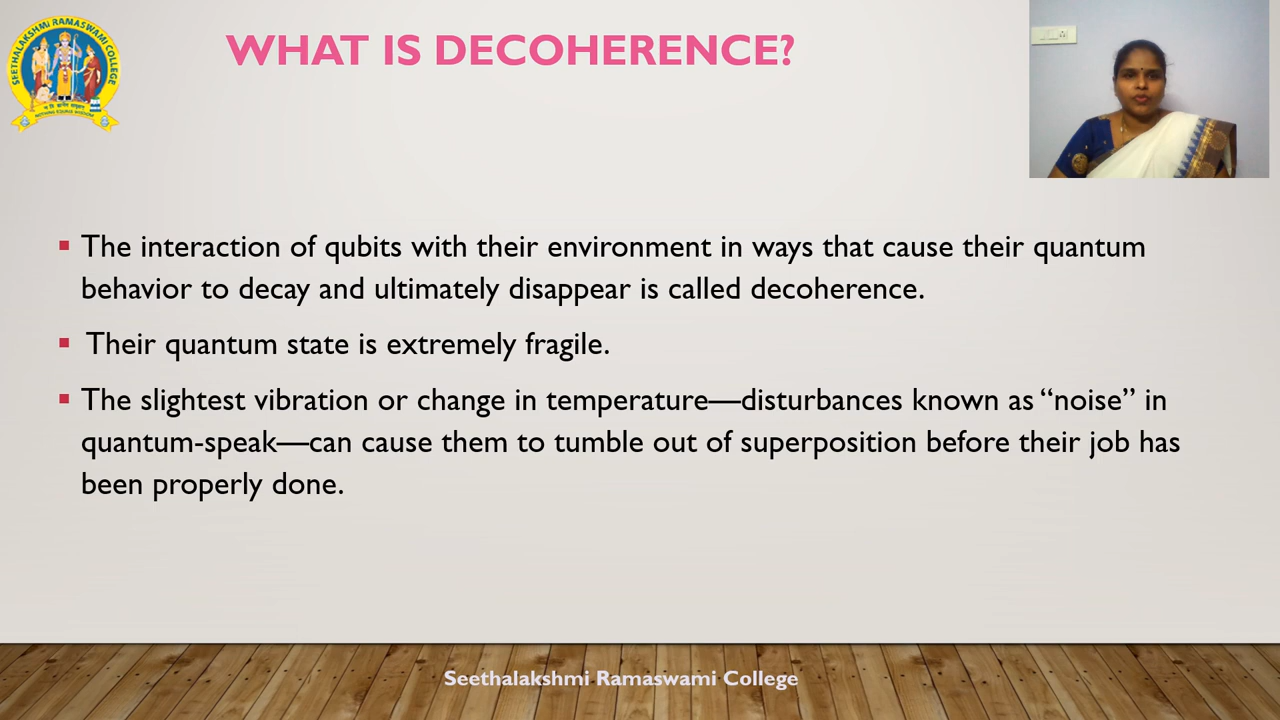 SEETHALAKSHMI RAMASWAMI COLLEGE
WHAT IS DECOHERENCE?
The interaction of qubits with their environment in ways that cause their quantum
behavior to decay and ultimately disappear is called decoherence.
Their quantum state is extremely fragile.
The slightest vibration or change in temperature—disturbances known as “noise” in
quantum-speak—can cause them to tumble out of superposition before their job has
been properly done.
Seethalakshmi Ramaswami College